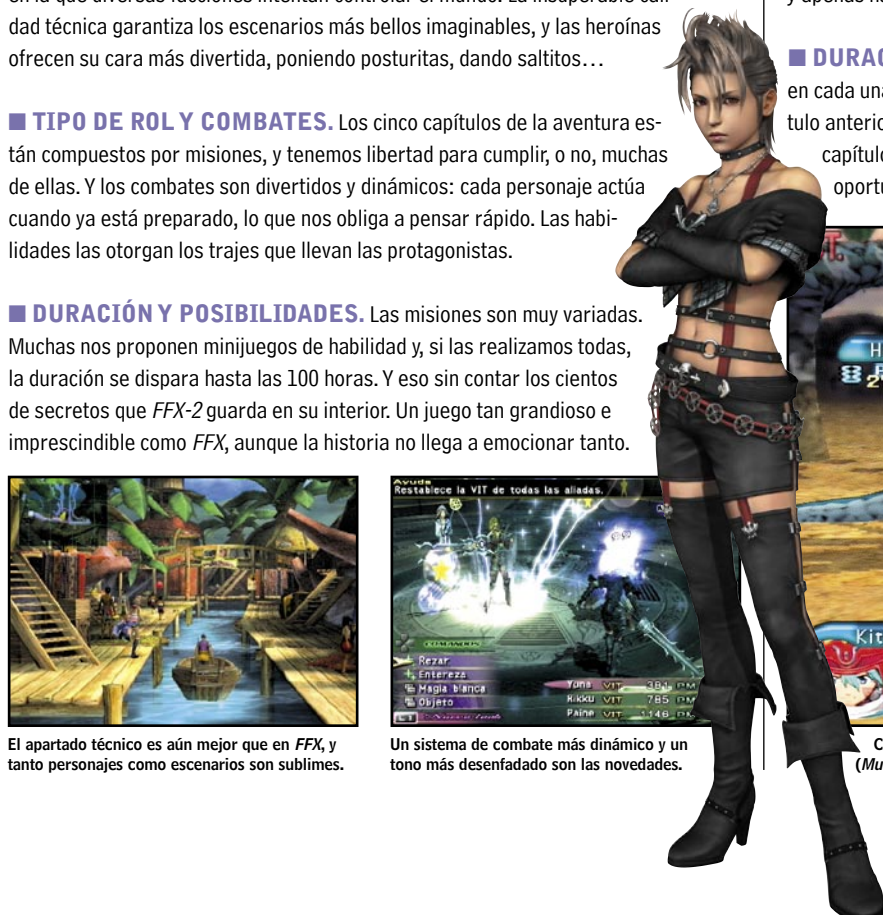 dad técnica garantiza los escenarios más bellos imaginables, y las heroínas
ofrecen su cara más divertida, poniendo posturitas, dando saltitos…
■ TIPO DE ROL Y COMBATES. Los cinco capítulos de la aventura es-
tán compuestos por misiones, y tenemos libertad para cumplir, o no, muchas
de ellas. Y los combates son divertidos y dinámicos: cada personaje actúa
cuando ya está preparado, lo que nos obliga a pensar rápido. Las habi-
lidades las otorgan los trajes que llevan las protagonistas.
■ DURACIÓN Y POSIBILIDADES. Las misiones son muy variadas.
Muchas nos proponen minijuegos de habilidad y, si las realizamos todas,
la duración se dispara hasta las 100 horas. Y eso sin contar los cientos
de secretos que FFX-2 guarda en su interior. Un juego tan grandioso e
imprescindible como FFX, aunque la historia no llega a emocionar tanto.
Ayuda
Restablece la VIT de todas las aliadas.
COMANDOS
Rezar
Entereza
Magia blanca
Objeto
Yuna VIT 381 PM
Rikku VIT 785 PM
Paine VIT 1146 PM
El apartado técnico es aún mejor que en FFX, y
tanto personajes como escenarios son sublimes.
Un sistema de combate más dinámico y un
tono más desenfadado son las novedades.
■ DURAC
en cada una
tulo anterio
capítulo
oportu
H
2
Kit
C
(Mu